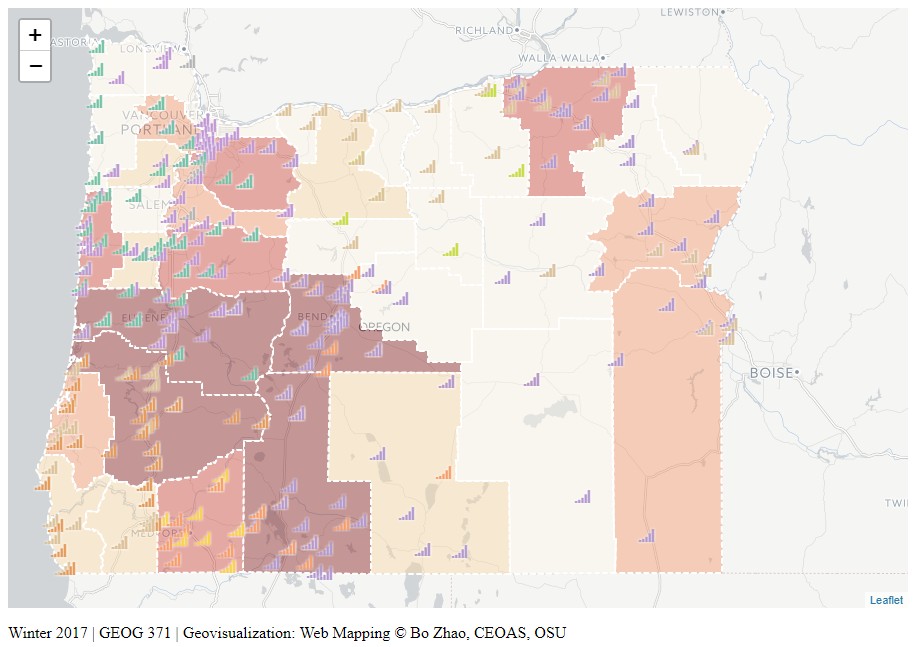 +
−
LEWISTON
RICHLAND
ASTORIA
LONGVIEW
WALLA WALLA
VANCOUVER
PORTLAND
SALEM
EUGENE
BEND
OREGON
BOISE
MEDFORD
TWI
Leaflet
Winter 2017 | GEOG 371 | Geovisualization: Web Mapping © Bo Zhao, CEOAS, OSU